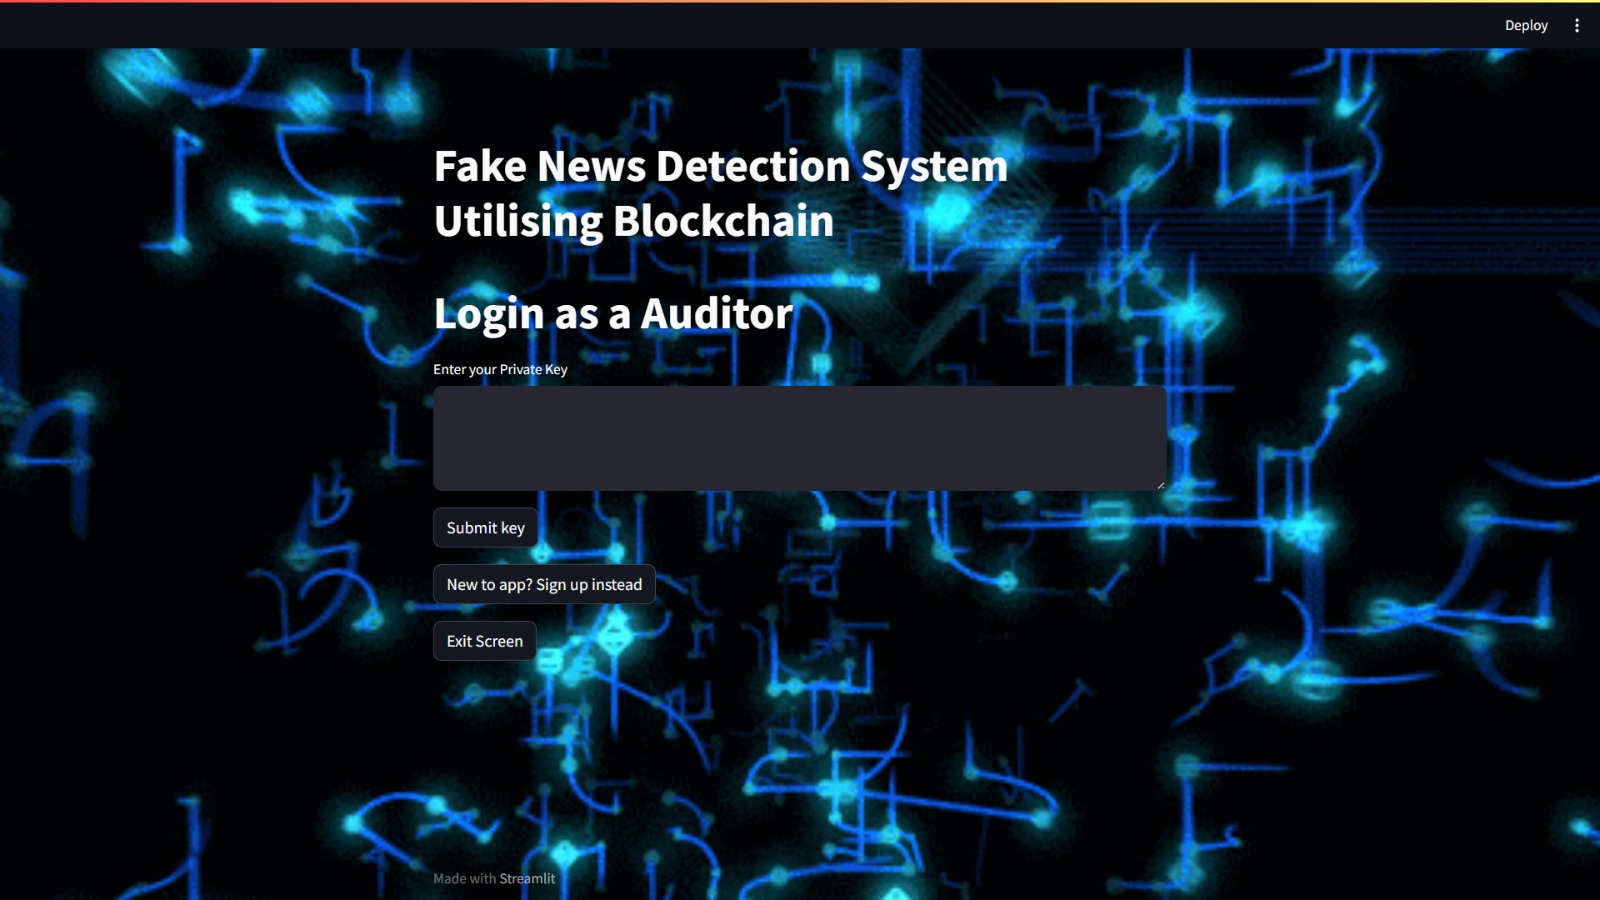 Deploy
Fake News Detection System
Utilising Blockchain
Login as a Auditor
Enter your Private Key
Submit key
New to app? Sign up instead
Exit Screen
Made with Streamlit